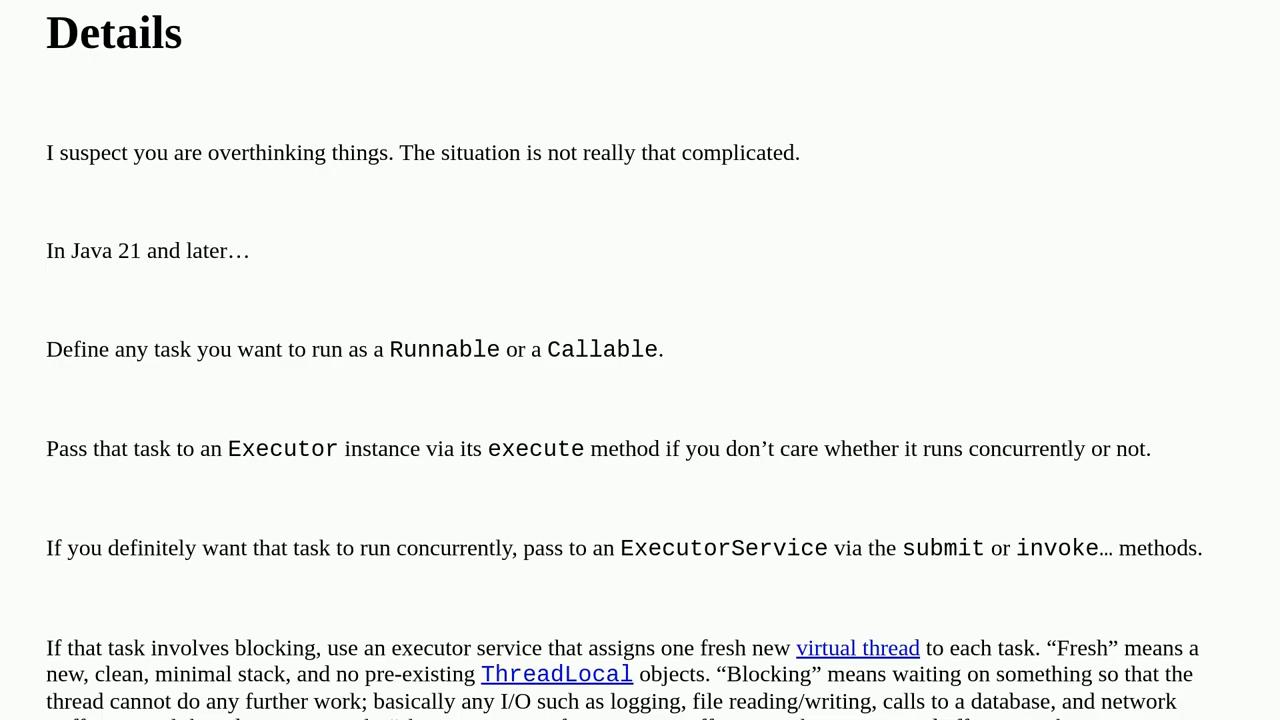 Details
I suspect you are overthinking things. The situation is not really that complicated.
In Java 21 and later…
Define any task you want to run as a Runnable or a Callable.
Pass that task to an Executor instance via its execute method if you don’t care whether it runs concurrently or not.
If you definitely want that task to run concurrently, pass to an ExecutorService via the submit or invoke… methods.
If that task involves blocking, use an executor service that assigns one fresh new virtual thread to each task. “Fresh” means a
new, clean, minimal stack, and no pre-existing ThreadLocal objects. “Blocking” means waiting on something so that the
thread cannot do any further work; basically any I/O such as logging, file reading/writing, calls to a database, and network